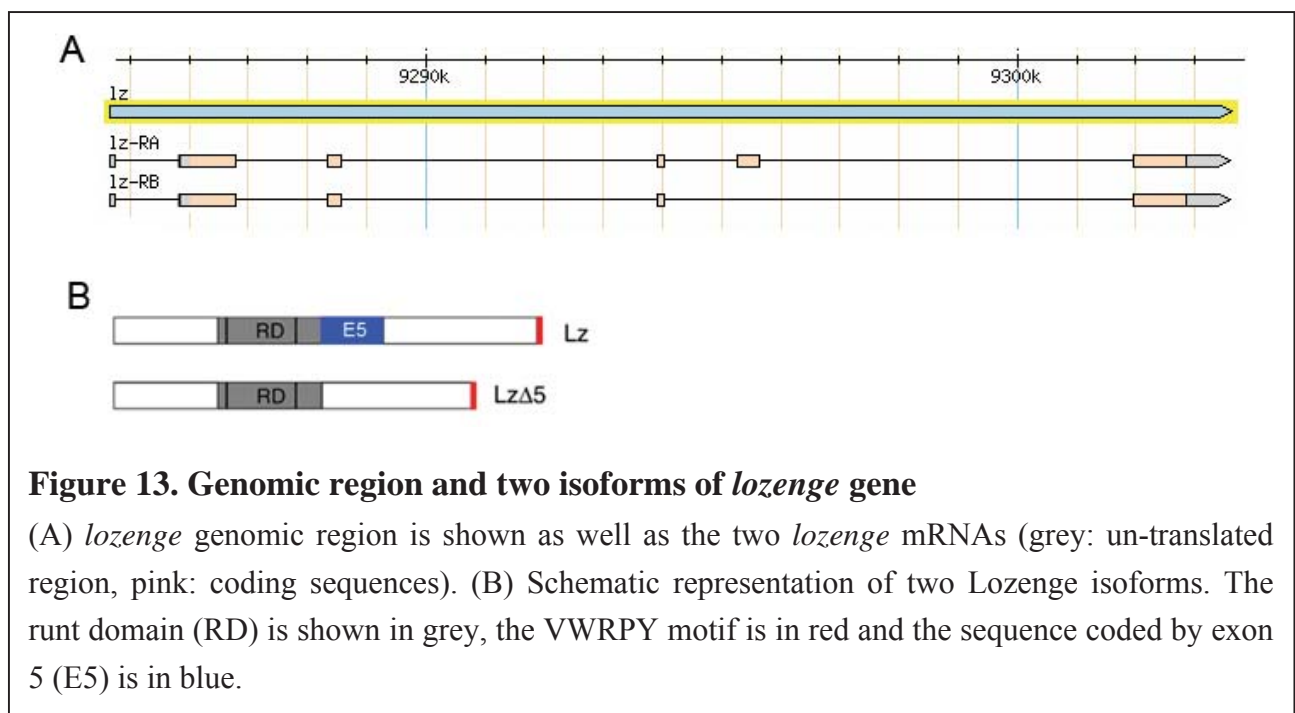 A
9290k
9300k
lz
lz-RA
lz-RB
B
RD
E5
Lz
RD
LzΔ5
Figure 13. Genomic region and two isoforms of lozenge gene
(A) lozenge genomic region is shown as well as the two lozenge mRNAs (grey: un-translated
region, pink: coding sequences). (B) Schematic representation of two Lozenge isoforms. The
runt domain (RD) is shown in grey, the VWRPY motif is in red and the sequence coded by exon
5 (E5) is in blue.